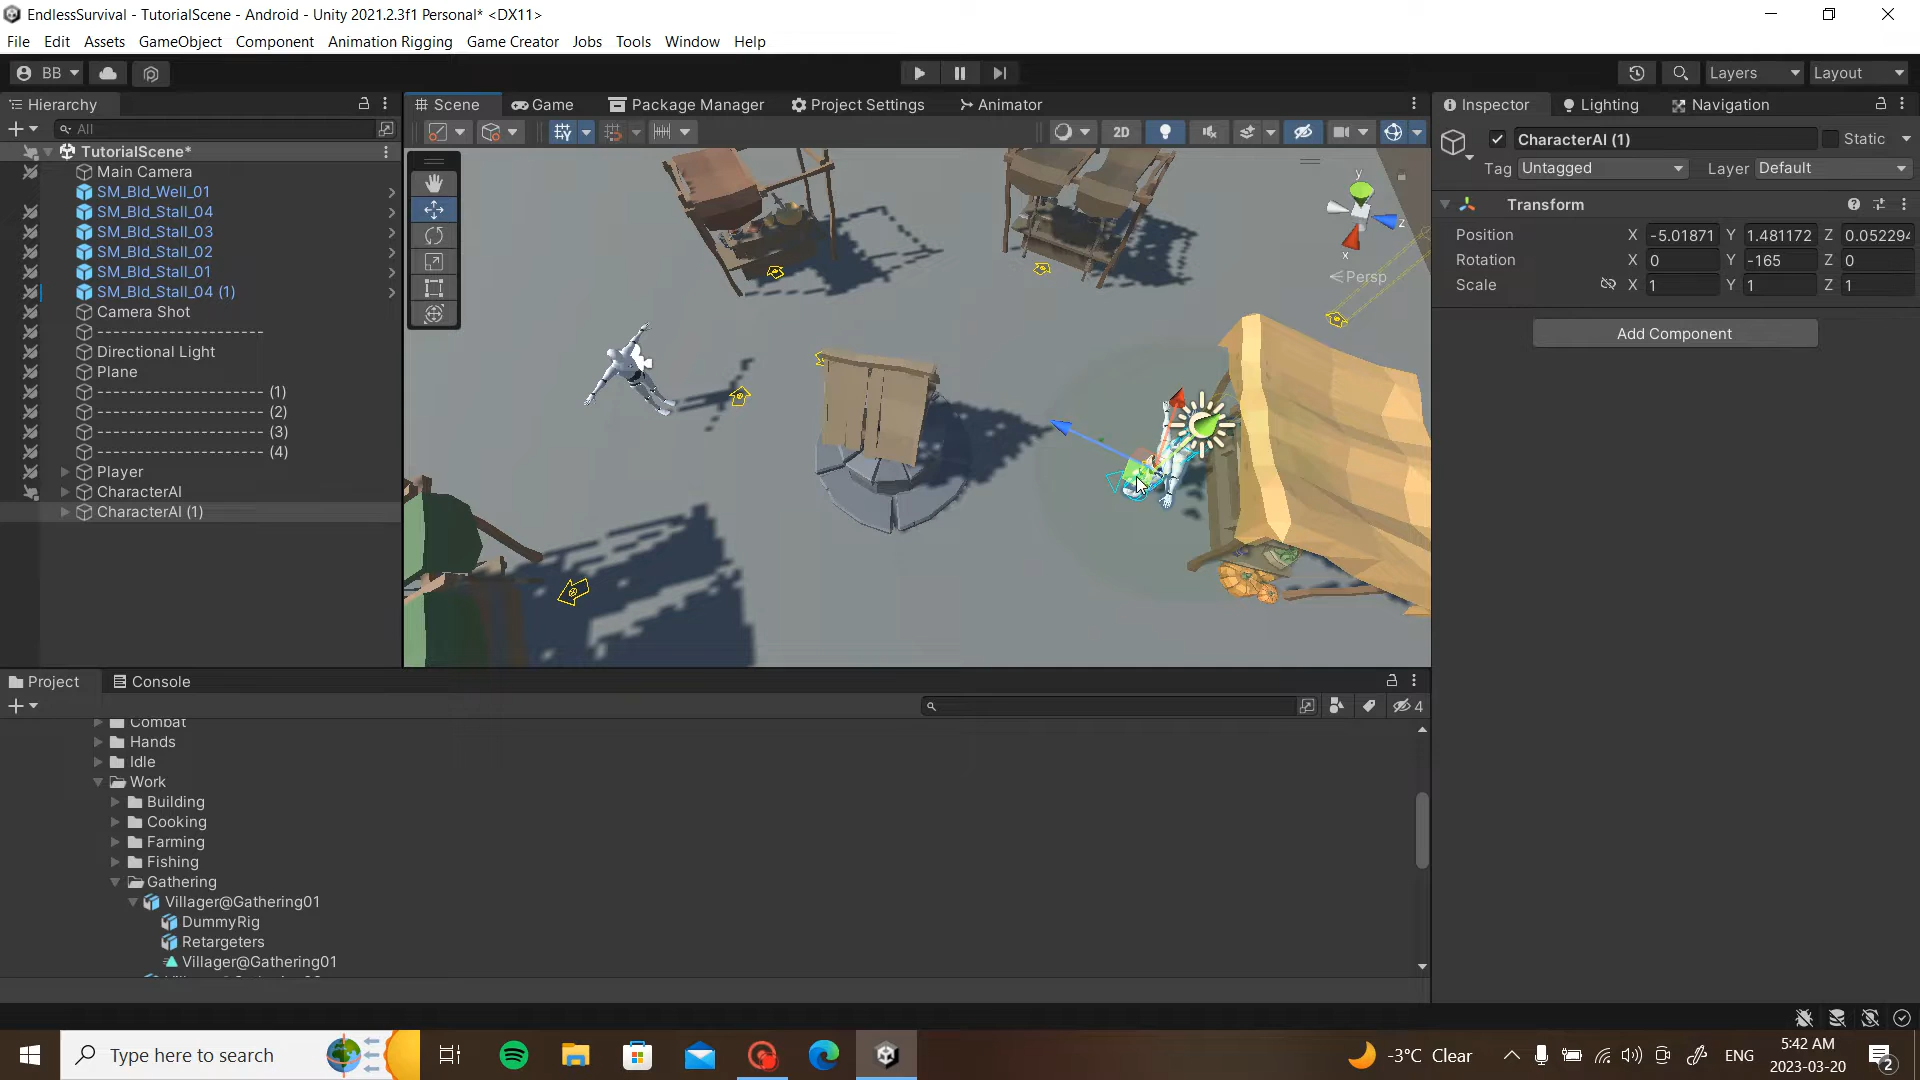 EndlessSurvival - TutorialScene - Android - Unity 2021.2.3f1 Personal* <DX11>
File Edit Assets GameObject Component Animation Rigging Game Creator Jobs Tools Window Help
BB Layers Layout
Hierarchy Scene Game Package Manager Project Settings Animator Inspector Lighting Navigation
All 2D CharacterAI (1) Static
TutorialScene*
Tag Untagged Layer Default
Main Camera
SM_Bld_Well_01
SM_Bld_Stall_04
SM_Bld_Stall_03
SM_Bld_Stall_02
SM_Bld_Stall_01
SM_Bld_Stall_04 (1)
Camera Shot
-----------------------
Directional Light
Plane
----------------------- (1)
----------------------- (2)
----------------------- (3)
----------------------- (4)
Player
CharacterAI
CharacterAI (1)
y
z
x
Persp
Transform
Position X -5.01871 Y 1.481172 Z 0.052294
Rotation X 0 Y -165 Z 0
Scale X 1 Y 1 Z 1
Add Component
Project Console
4
Combat
Hands
Idle
Work
Building
Cooking
Farming
Fishing
Gathering
Villager@Gathering01
DummyRig
Retargeters
Villager@Gathering01
Type here to search -3°C Clear ENG 5:42 AM
2023-03-20 2